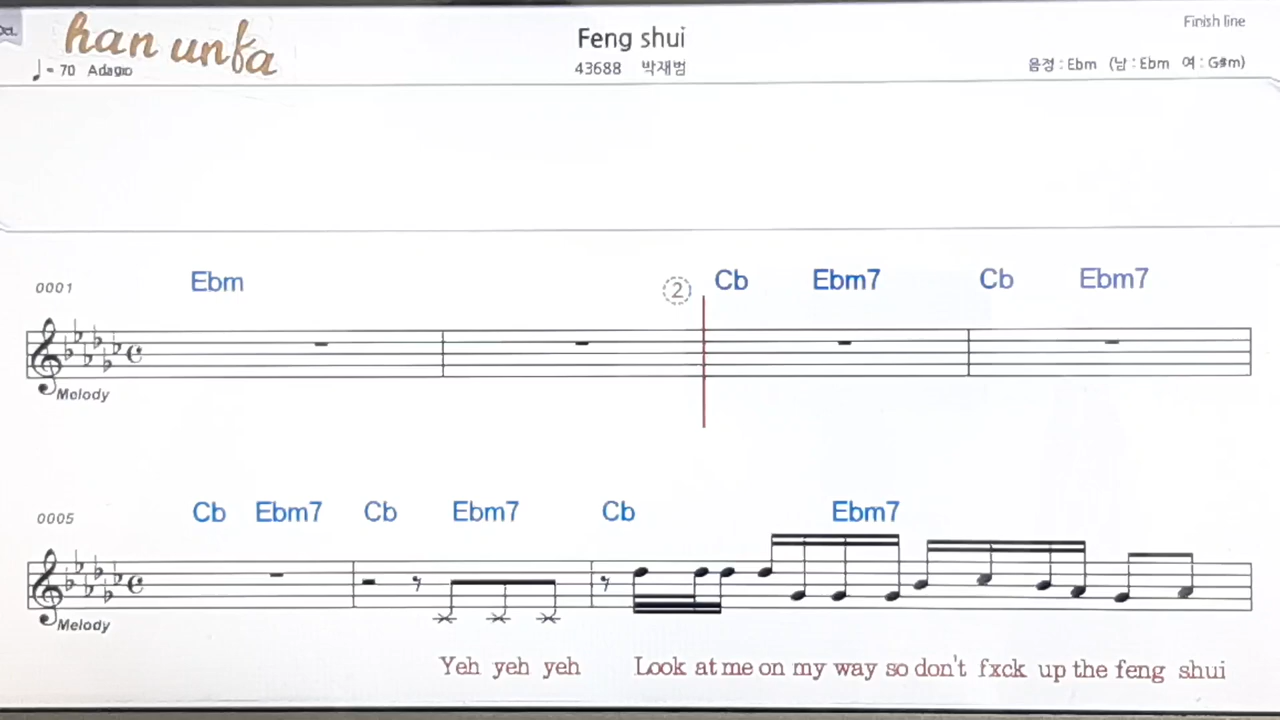 han unfa
Feng shui
Finish line
♩= 70 Adagio
43688 박재범
음정 : Ebm (남 : Ebm 여 : G#m)
0001 Ebm ② Cb Ebm7 Cb Ebm7
Melody
0005 Cb Ebm7 Cb Ebm7 Cb Ebm7
Melody
Yeh yeh yeh Look at me on my way so don't fxck up the feng shui